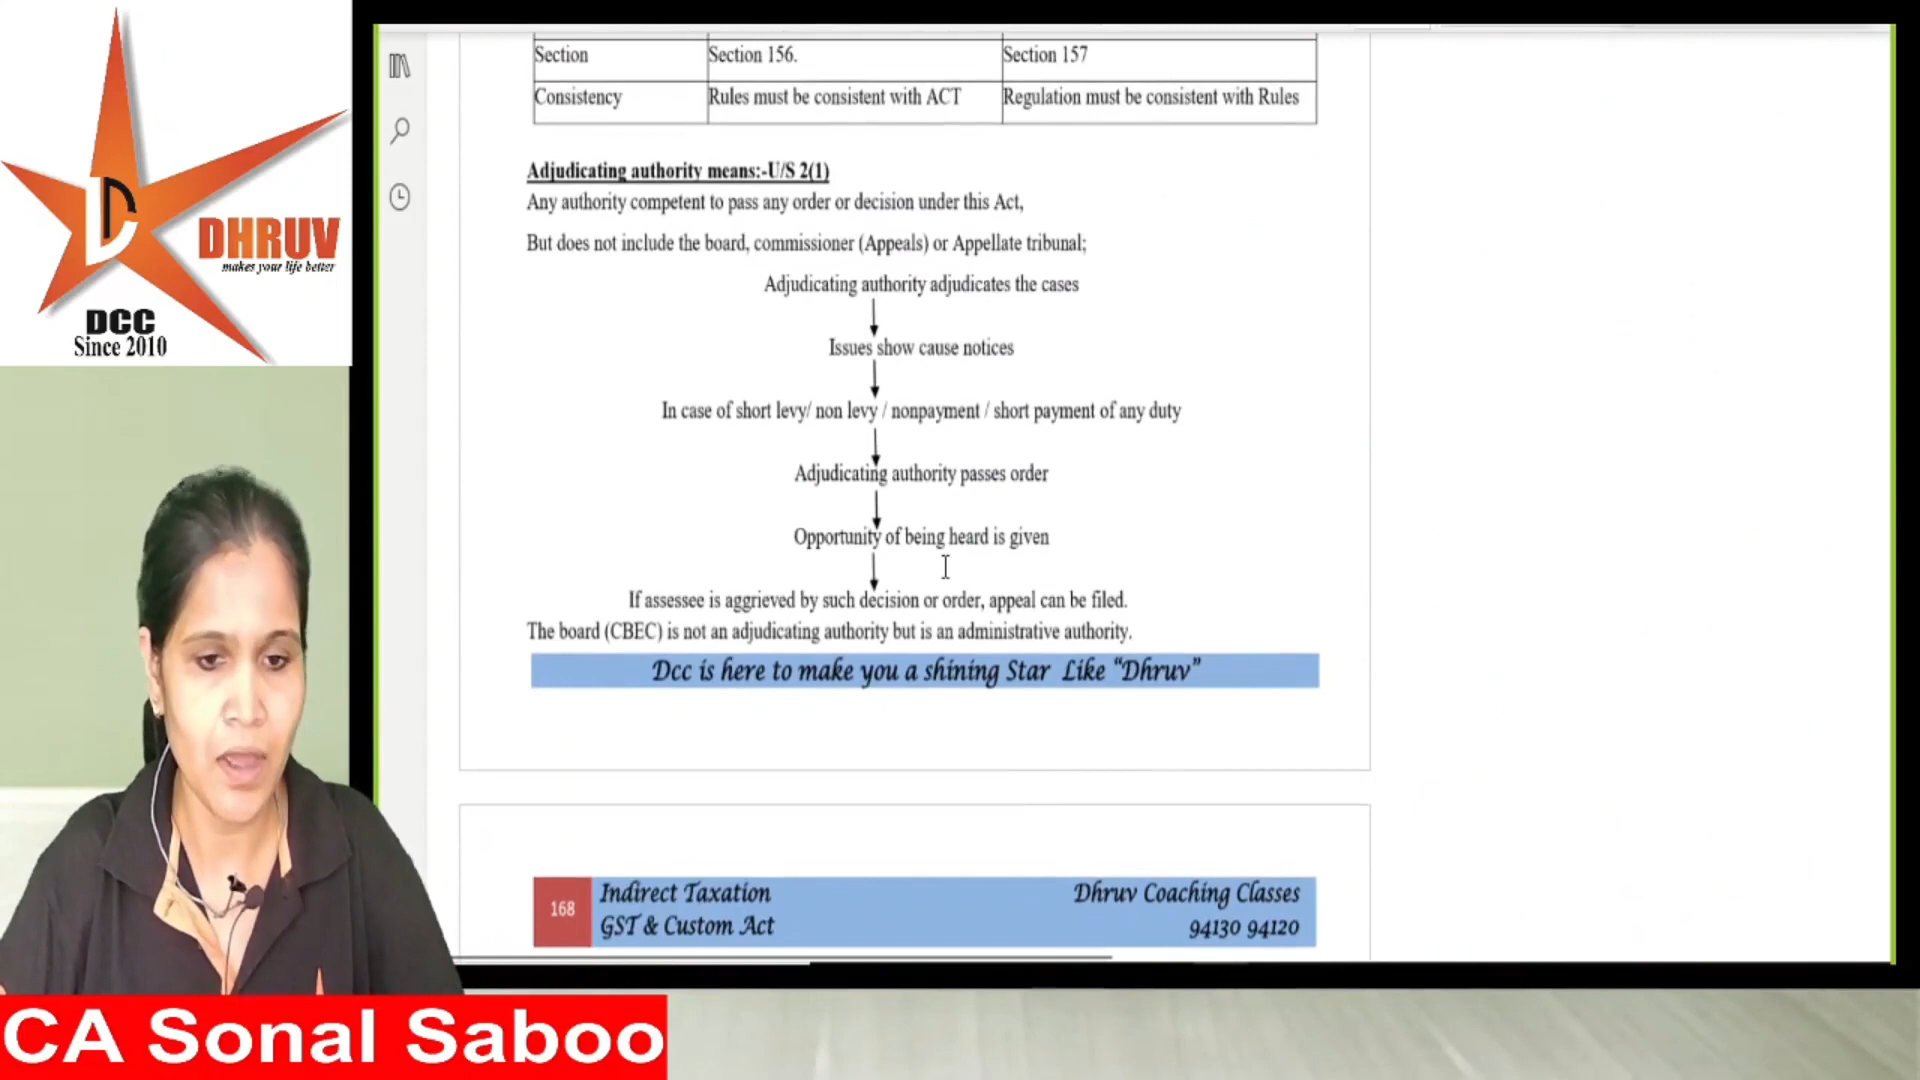 DHRUV
makes your life better
DCC
Since 2010
Section Section 156. Section 157
Consistency Rules must be consistent with ACT Regulation must be consistent with Rules
Adjudicating authority means:-U/S 2(1)
Any authority competent to pass any order or decision under this Act,
But does not include the board, commissioner (Appeals) or Appellate tribunal;
Adjudicating authority adjudicates the cases
Issues show cause notices
In case of short levy/ non levy / nonpayment / short payment of any duty
Adjudicating authority passes order
Opportunity of being heard is given
If assessee is aggrieved by such decision or order, appeal can be filed.
The board (CBEC) is not an adjudicating authority but is an administrative authority.
Dcc is here to make you a shining Star Like “Dhruv”
168
Indirect Taxation
GST & Custom Act
Dhruv Coaching Classes
94130 94120
CA Sonal Saboo